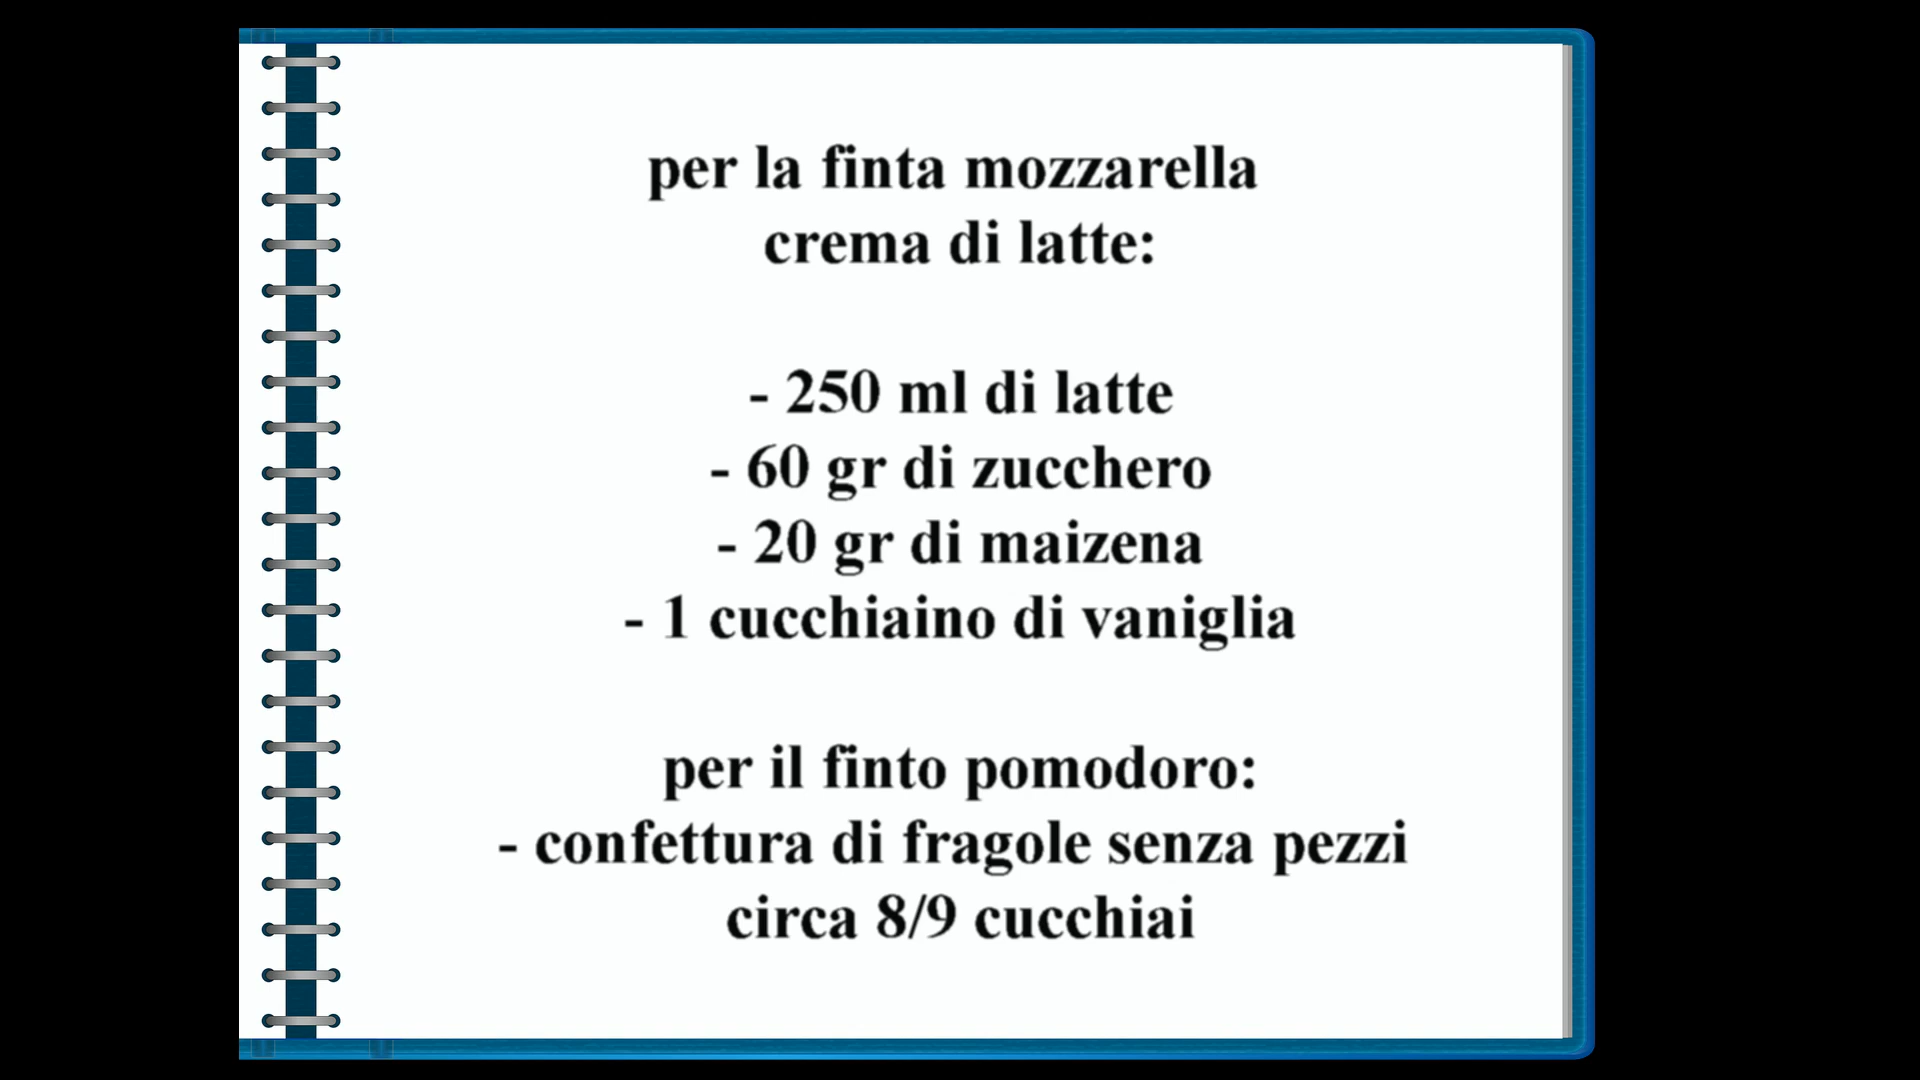 per la finta mozzarella
crema di latte:
- 250 ml di latte
- 60 gr di zucchero
- 20 gr di maizena
- 1 cucchiaino di vaniglia
per il finto pomodoro:
- confettura di fragole senza pezzi
circa 8/9 cucchiai